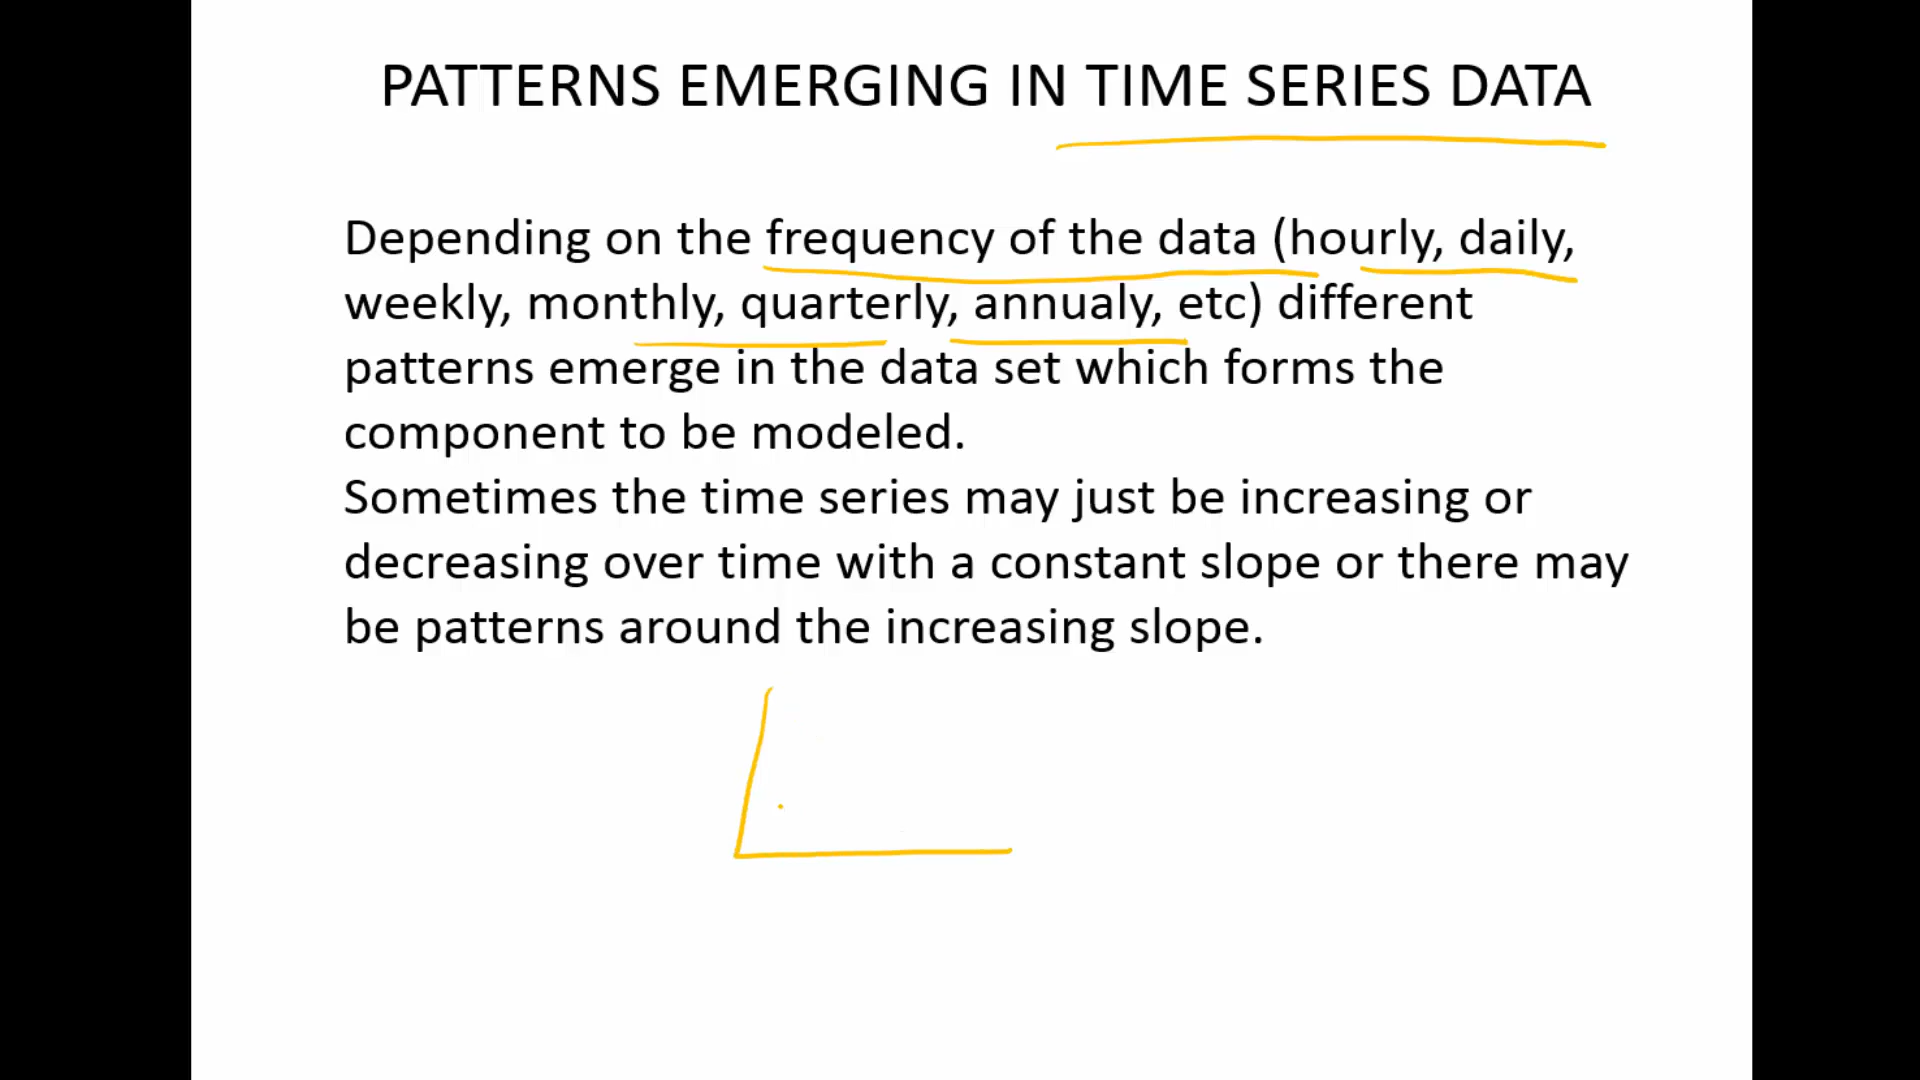 PATTERNS EMERGING IN TIME SERIES DATA
Depending on the frequency of the data (hourly, daily,
weekly, monthly, quarterly, annualy, etc) different
patterns emerge in the data set which forms the
component to be modeled.
Sometimes the time series may just be increasing or
decreasing over time with a constant slope or there may
be patterns around the increasing slope.